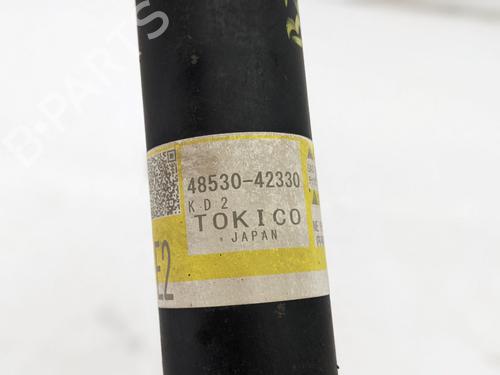 B-PARTS
48530-42330
KD2
TOKICO
JAPAN
E2